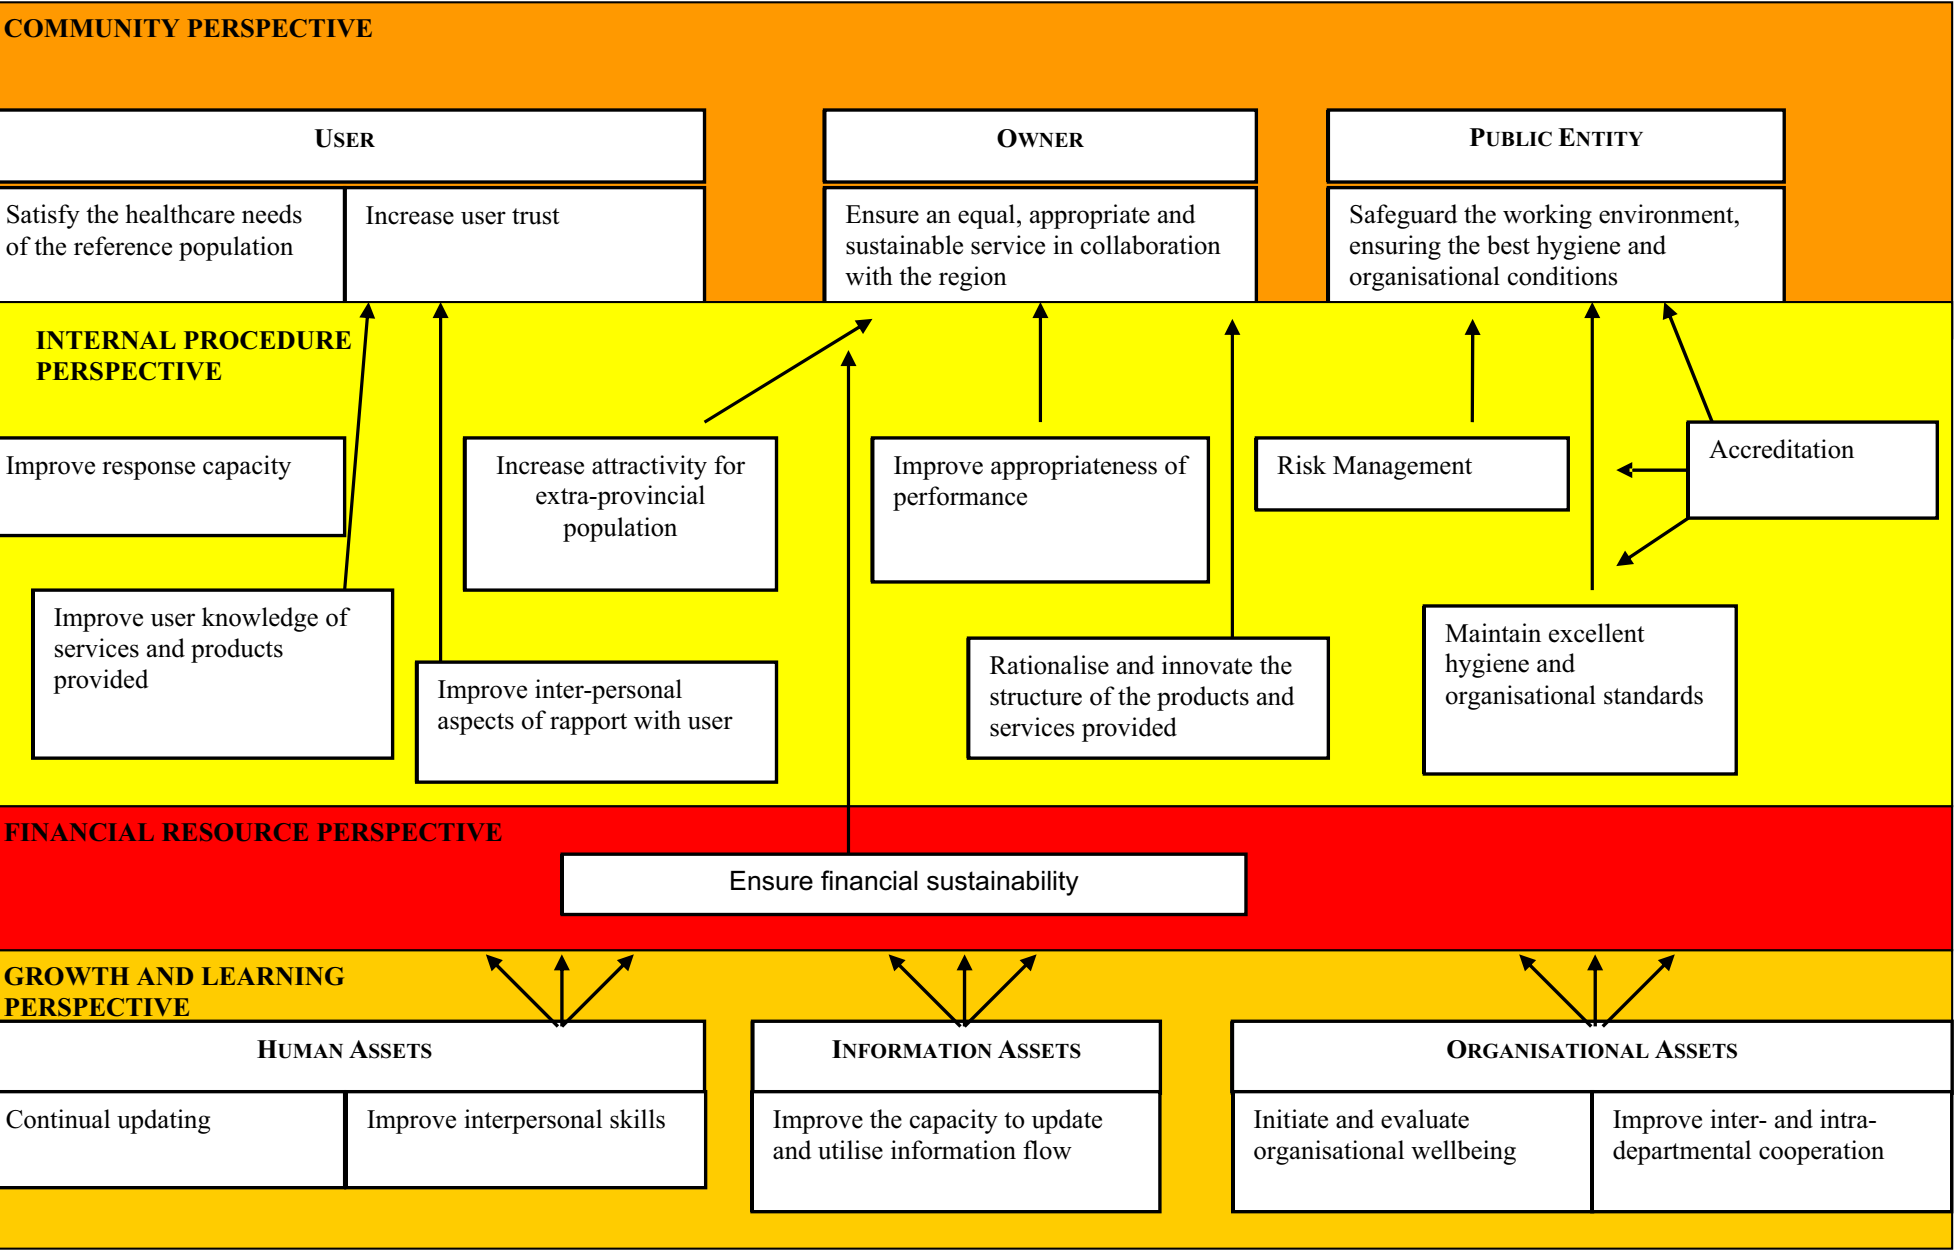 COMMUNITY PERSPECTIVE
USER
OWNER
PUBLIC ENTITY
Satisfy the healthcare needs
of the reference population
Increase user trust
Ensure an equal, appropriate and
sustainable service in collaboration
with the region
Safeguard the working environment,
ensuring the best hygiene and
organisational conditions
INTERNAL PROCEDURE
PERSPECTIVE
Improve response capacity
Increase attractivity for
extra-provincial
population
Improve appropriateness of
performance
Risk Management
Accreditation
Improve user knowledge of
services and products
provided
Improve inter-personal
aspects of rapport with user
Rationalise and innovate the
structure of the products and
services provided
Maintain excellent
hygiene and
organisational standards
FINANCIAL RESOURCE PERSPECTIVE
Ensure financial sustainability
GROWTH AND LEARNING
PERSPECTIVE
HUMAN ASSETS
INFORMATION ASSETS
ORGANISATIONAL ASSETS
Continual updating
Improve interpersonal skills
Improve the capacity to update
and utilise information flow
Initiate and evaluate
organisational wellbeing
Improve inter- and intra-
departmental cooperation